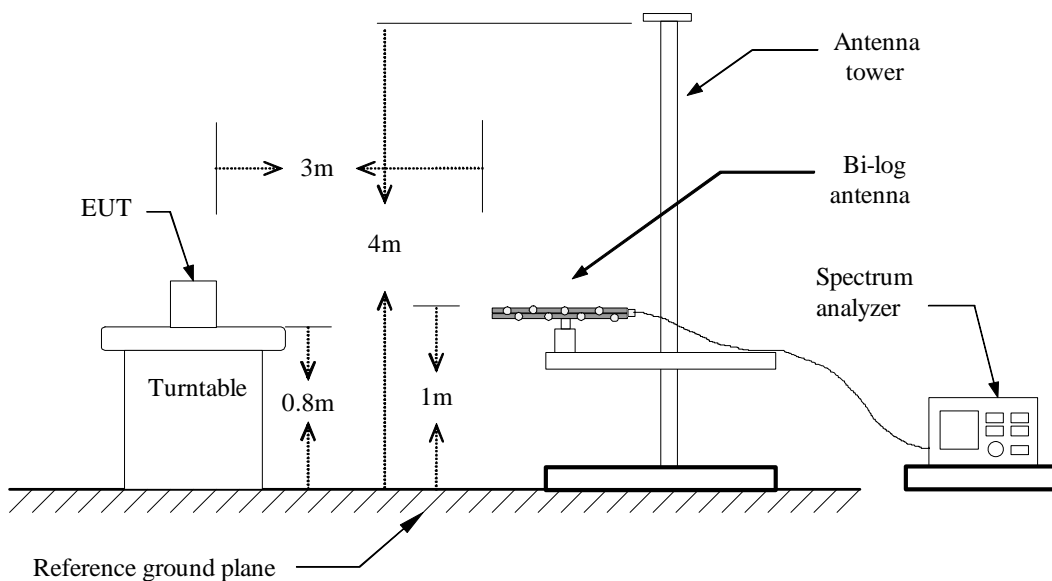 Antenna
tower
3m
Bi-log
antenna
EUT
4m
Spectrum
analyzer
Turntable
0.8m
1m
Reference ground plane